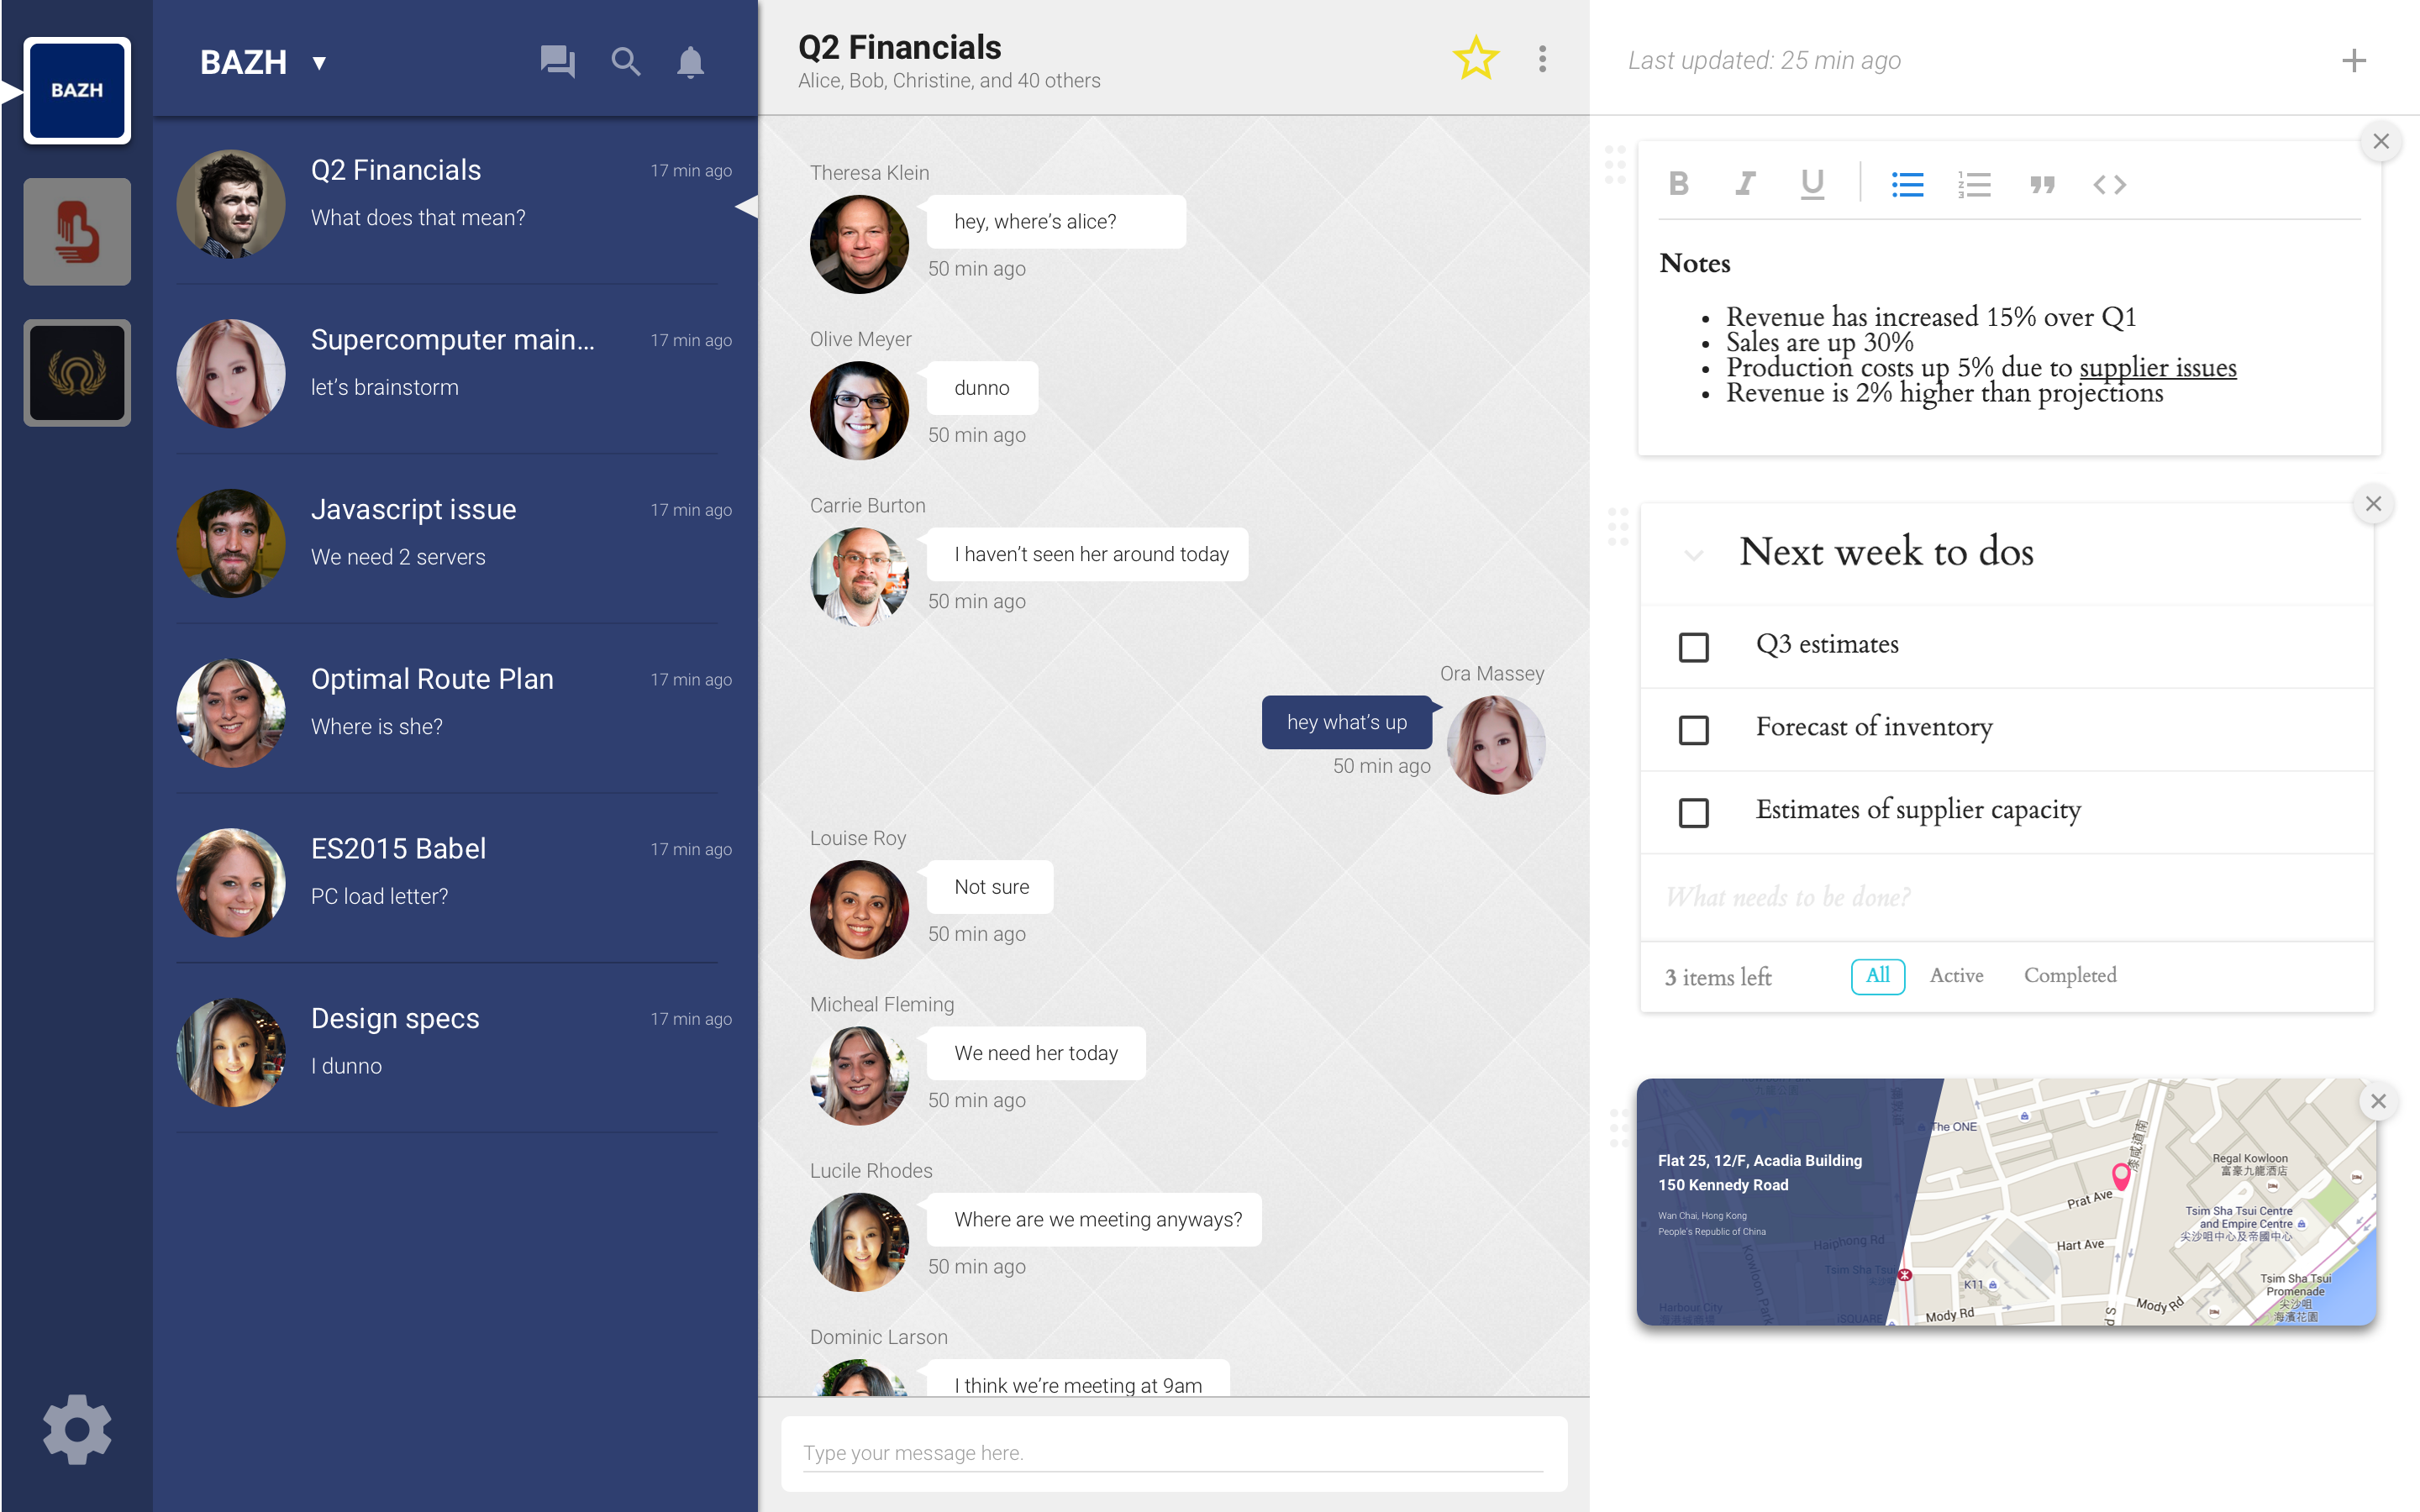 BAZH
BAZH ▼
Q2 Financials
17 min ago
What does that mean?
Supercomputer main...
17 min ago
let's brainstorm
Javascript issue
17 min ago
We need 2 servers
Optimal Route Plan
17 min ago
Where is she?
ES2015 Babel
17 min ago
PC load letter?
Design specs
17 min ago
I dunno
Q2 Financials
Alice, Bob, Christine, and 40 others
Theresa Klein
hey, where's alice?
50 min ago
Olive Meyer
dunno
50 min ago
Carrie Burton
I haven't seen her around today
50 min ago
Ora Massey
hey what's up
50 min ago
Louise Roy
Not sure
50 min ago
Micheal Fleming
We need her today
50 min ago
Lucile Rhodes
Where are we meeting anyways?
50 min ago
Dominic Larson
I think we're meeting at 9am
Type your message here.
Last updated: 25 min ago
B I U
Notes
• Revenue has increased 15% over Q1
• Sales are up 30%
• Production costs up 5% due to supplier issues
• Revenue is 2% higher than projections
Next week to dos
Q3 estimates
Forecast of inventory
Estimates of supplier capacity
What needs to be done?
3 items left
All
Active
Completed
Flat 25, 12/F, Acadia Building
150 Kennedy Road
Wan Chai, Hong Kong
People's Republic of China
The ONE
Regal Kowloon
富豪九龍酒店
Prat Ave
Tsim Sha Tsui Centre
and Empire Centre
尖沙咀中心及帝國中心
Hart Ave
Haiphong Rd
Kowloon Park
Tsim Sha Tsui
K11
Tsim Sha Tsui
Promenade
尖沙咀
海濱花園
Mody Rd
Mody Rd
Harbour City
iSQUARE